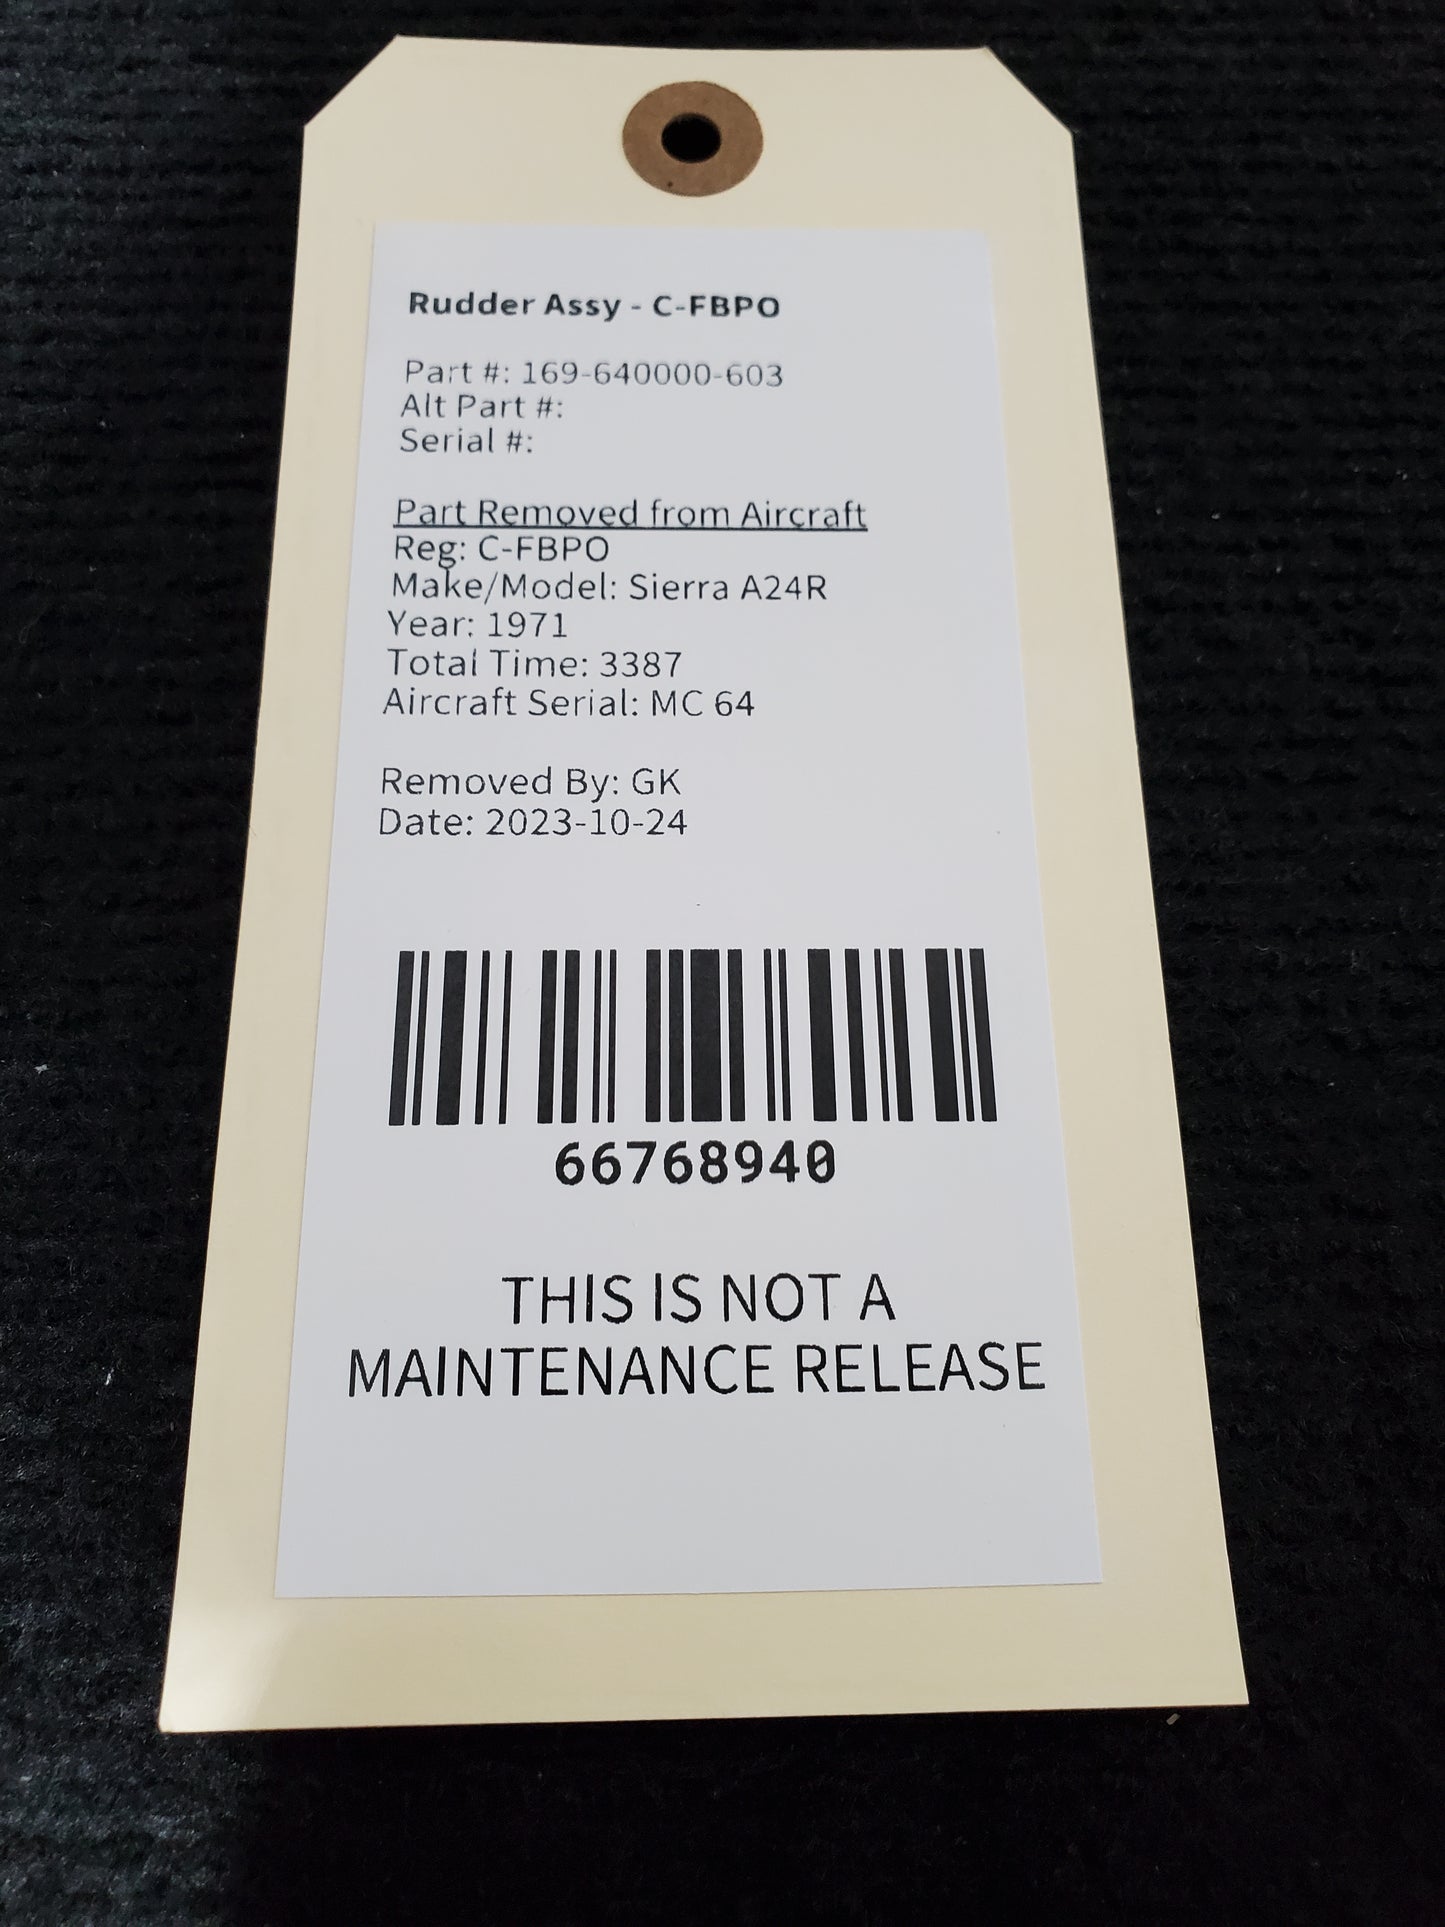 Rudder Assy - C-FBPO
Part #: 169-640000-603
Alt Part #:
Serial #:
Part Removed from Aircraft
Reg: C-FBPO
Make/Model: Sierra A24R
Year: 1971
Total Time: 3387
Aircraft Serial: MC 64
Removed By: GK
Date: 2023-10-24
66768940
THIS IS NOT A
MAINTENANCE RELEASE